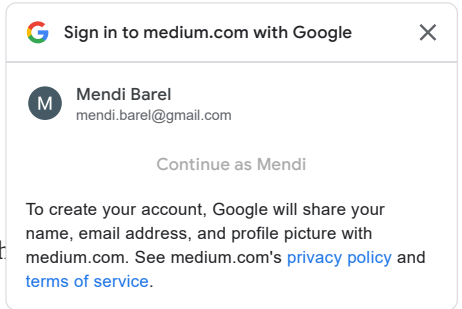 Sign in to medium.com with Google
M
Mendi Barel
mendi.barel@gmail.com
Continue as Mendi
To create your account, Google will share your
name, email address, and profile picture with
medium.com. See medium.com's privacy policy and
terms of service.